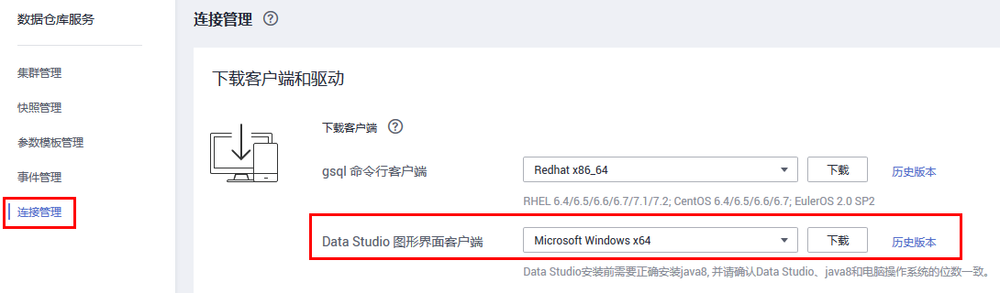 数据仓库服务
集群管理
快照管理
参数模板管理
事件管理
连接管理
连接管理 ?
下载客户端和驱动
下载客户端 ?
gsql 命令行客户端 Redhat x86_64 下载 历史版本
RHEL 6.4/6.5/6.6/6.7/7.1/7.2; CentOS 6.4/6.5/6.6/6.7; EulerOS 2.0 SP2
Data Studio 图形界面客户端 Microsoft Windows x64 下载 历史版本
Data Studio安装前需要正确安装java8, 并请确认Data Studio、java8和电脑操作系统的位数一致。